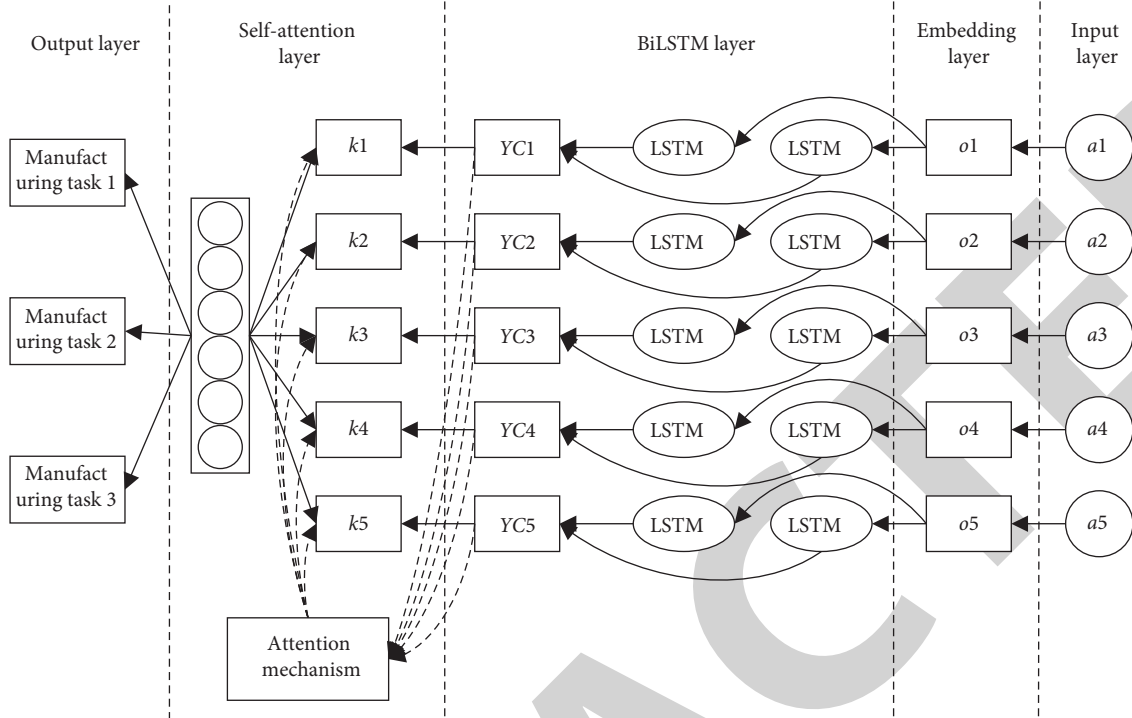 Output layer
Self-attention
layer
BiLSTM layer
Embedding
layer
Input
layer
Manufact
uring task 1
Manufact
uring task 2
Manufact
uring task 3
k1
YC1
LSTM
LSTM
o1
a1
k2
YC2
LSTM
LSTM
o2
a2
k3
YC3
LSTM
LSTM
o3
a3
k4
YC4
LSTM
LSTM
o4
a4
k5
YC5
LSTM
LSTM
o5
a5
Attention
mechanism